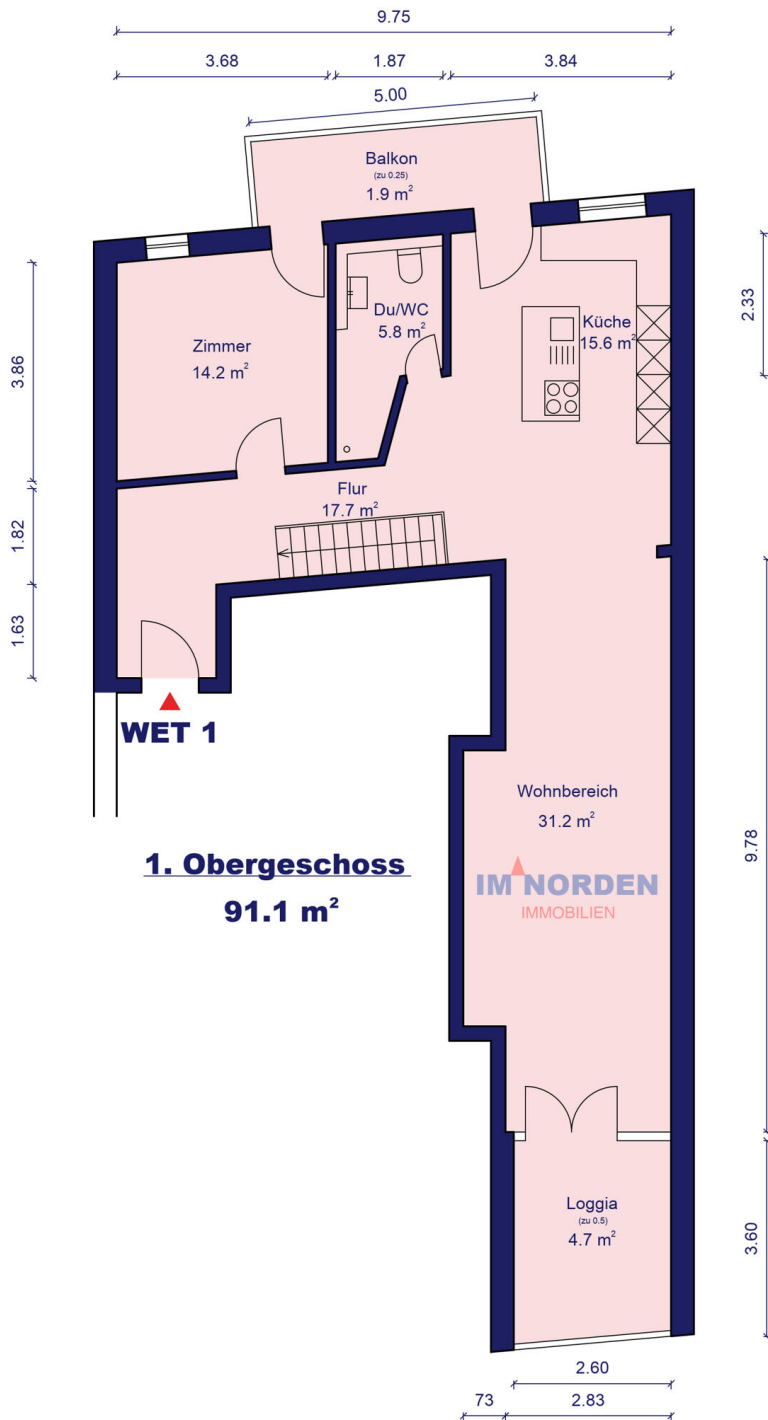 9.75
3.68
1.87
3.84
5.00
Balkon
(zu 0.25)
1.9 m²
2.33
Du/WC
5.8 m²
Küche
15.6 m²
Zimmer
14.2 m²
3.86
Flur
17.7 m²
1.82
1.63
WET 1
Wohnbereich
31.2 m²
9.78
1. Obergeschoss
91.1 m²
IM NORDEN
IMMOBILIEN
Loggia
(zu 0.5)
4.7 m²
3.60
2.60
73
2.83